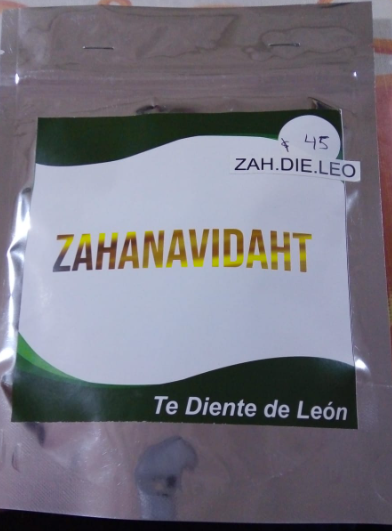 $ 45
ZAH.DIE.LEO
ZAHANAVIDAHT
Te Diente de León